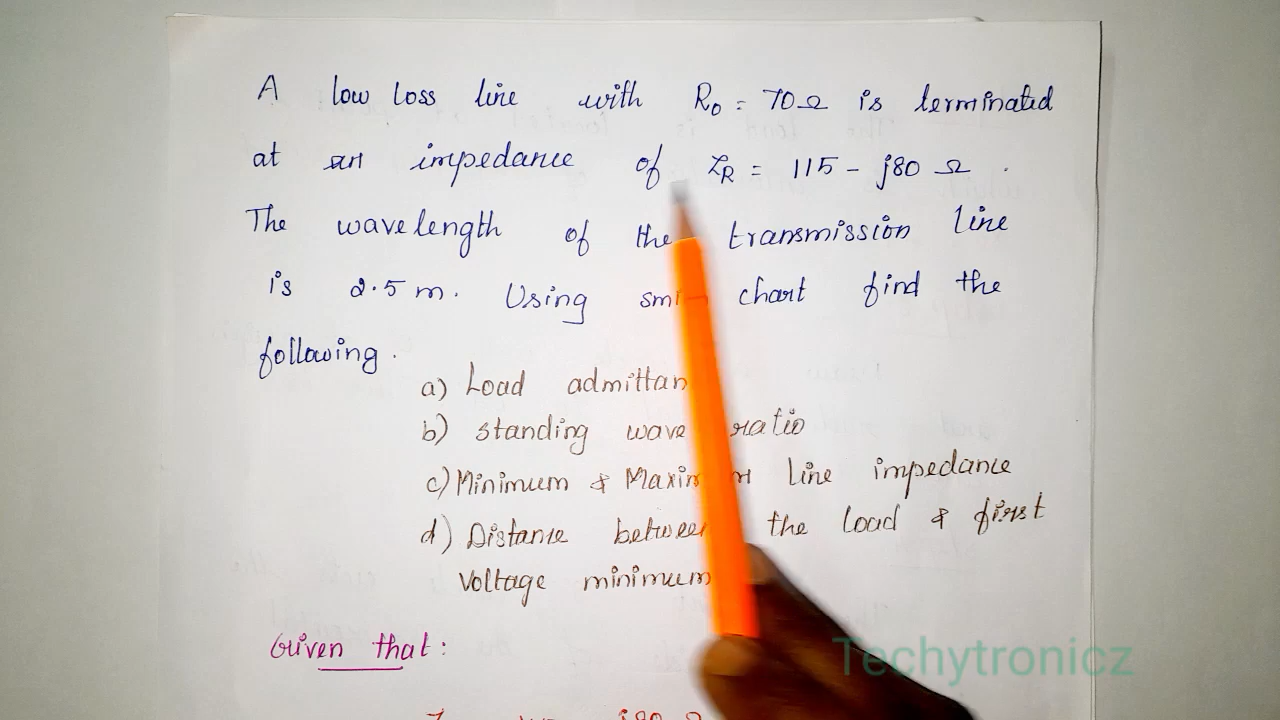 A low loss line with R0 = 70Ω is terminated
at an impedance of ZR = 115 - j80 Ω.
The wavelength of the transmission line
is 2.5 m. Using chart find the
following.
a) Load
b) standing wave ratio
c) Minimum & line impedance
d) Distance the load & first
Voltage minimum
Given that:
Techytronicz